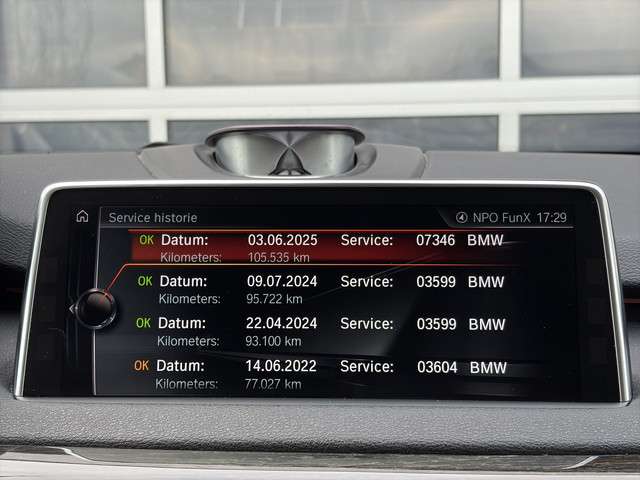 Service historie NPO FunX 17:29
OK Datum: 03.06.2025 Service: 07346 BMW
Kilometers: 105.535 km
OK Datum: 09.07.2024 Service: 03599 BMW
Kilometers: 95.722 km
OK Datum: 22.04.2024 Service: 03599 BMW
Kilometers: 93.100 km
OK Datum: 14.06.2022 Service: 03604 BMW
Kilometers: 77.027 km